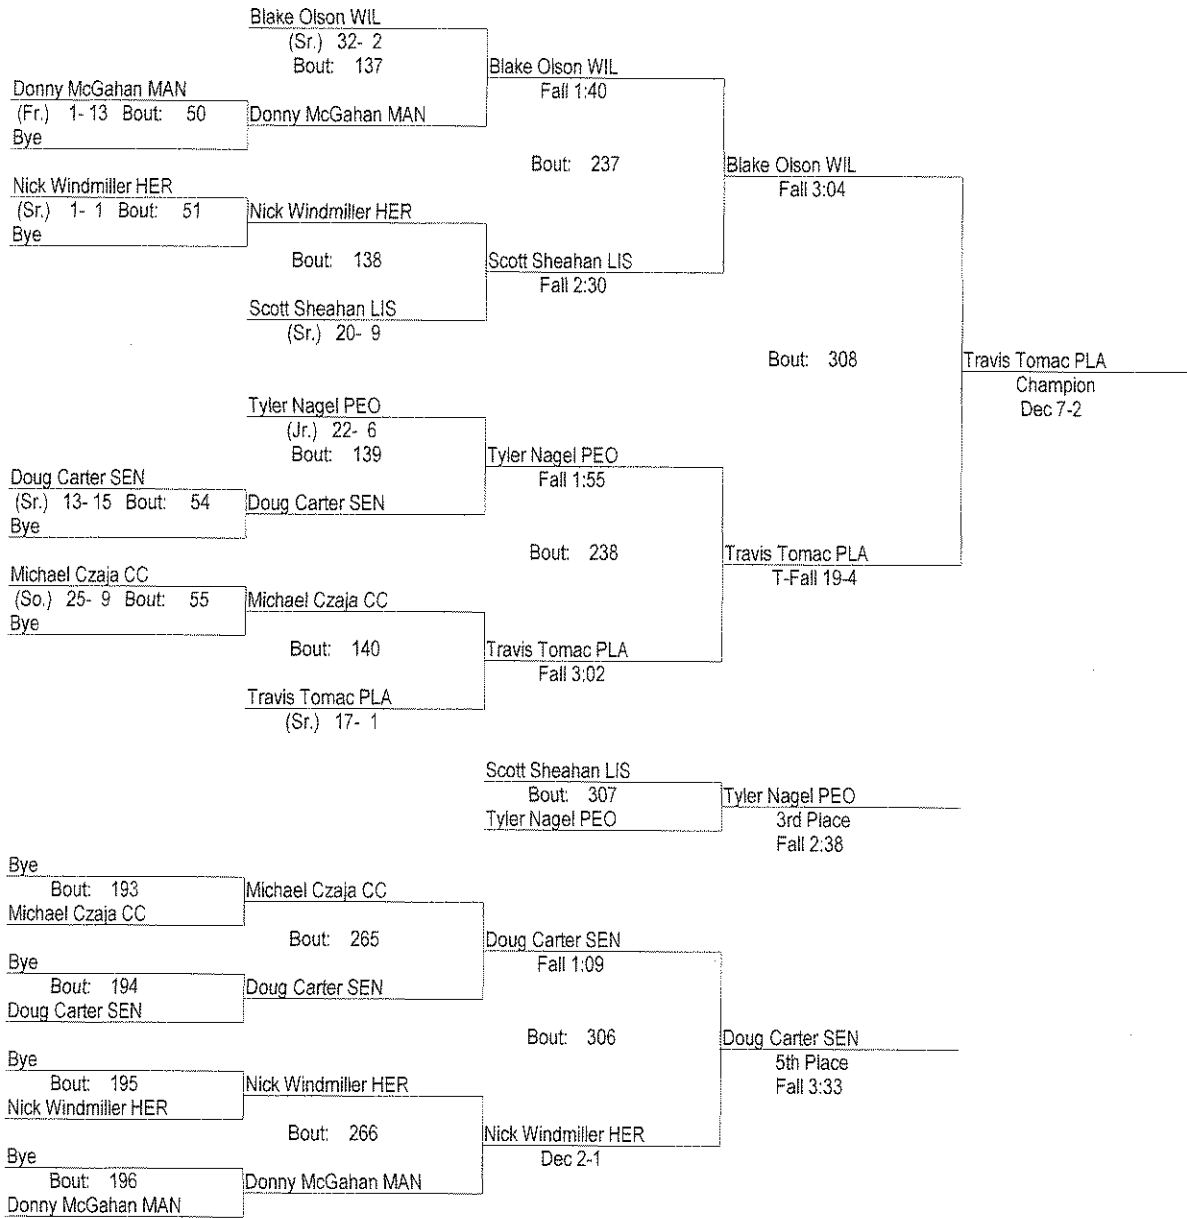 Blake Olson WIL
(Sr.) 32- 2
Bout: 137
Blake Olson WIL
Fall 1:40
Donny McGahan MAN
(Fr.) 1- 13 Bout: 50
Donny McGahan MAN
Bye
Bout: 237
Blake Olson WIL
Fall 3:04
Nick Windmiller HER
(Sr.) 1- 1 Bout: 51
Nick Windmiller HER
Bye
Bout: 138
Scott Sheahan LIS
Fall 2:30
Scott Sheahan LIS
(Sr.) 20- 9
Bout: 308
Travis Tomac PLA
Champion
Dec 7-2
Tyler Nagel PEO
(Jr.) 22- 6
Bout: 139
Tyler Nagel PEO
Fall 1:55
Doug Carter SEN
(Sr.) 13- 15 Bout: 54
Doug Carter SEN
Bye
Bout: 238
Travis Tomac PLA
T-Fall 19-4
Michael Czaja CC
(So.) 25- 9 Bout: 55
Michael Czaja CC
Bye
Bout: 140
Travis Tomac PLA
Fall 3:02
Travis Tomac PLA
(Sr.) 17- 1
Scott Sheahan LIS
Bout: 307
Tyler Nagel PEO
Tyler Nagel PEO
3rd Place
Fall 2:38
Bye
Bout: 193
Michael Czaja CC
Michael Czaja CC
Bout: 265
Doug Carter SEN
Fall 1:09
Bye
Bout: 194
Doug Carter SEN
Doug Carter SEN
Bout: 306
Doug Carter SEN
5th Place
Fall 3:33
Bye
Bout: 195
Nick Windmiller HER
Nick Windmiller HER
Bout: 266
Nick Windmiller HER
Dec 2-1
Bye
Bout: 196
Donny McGahan MAN
Donny McGahan MAN